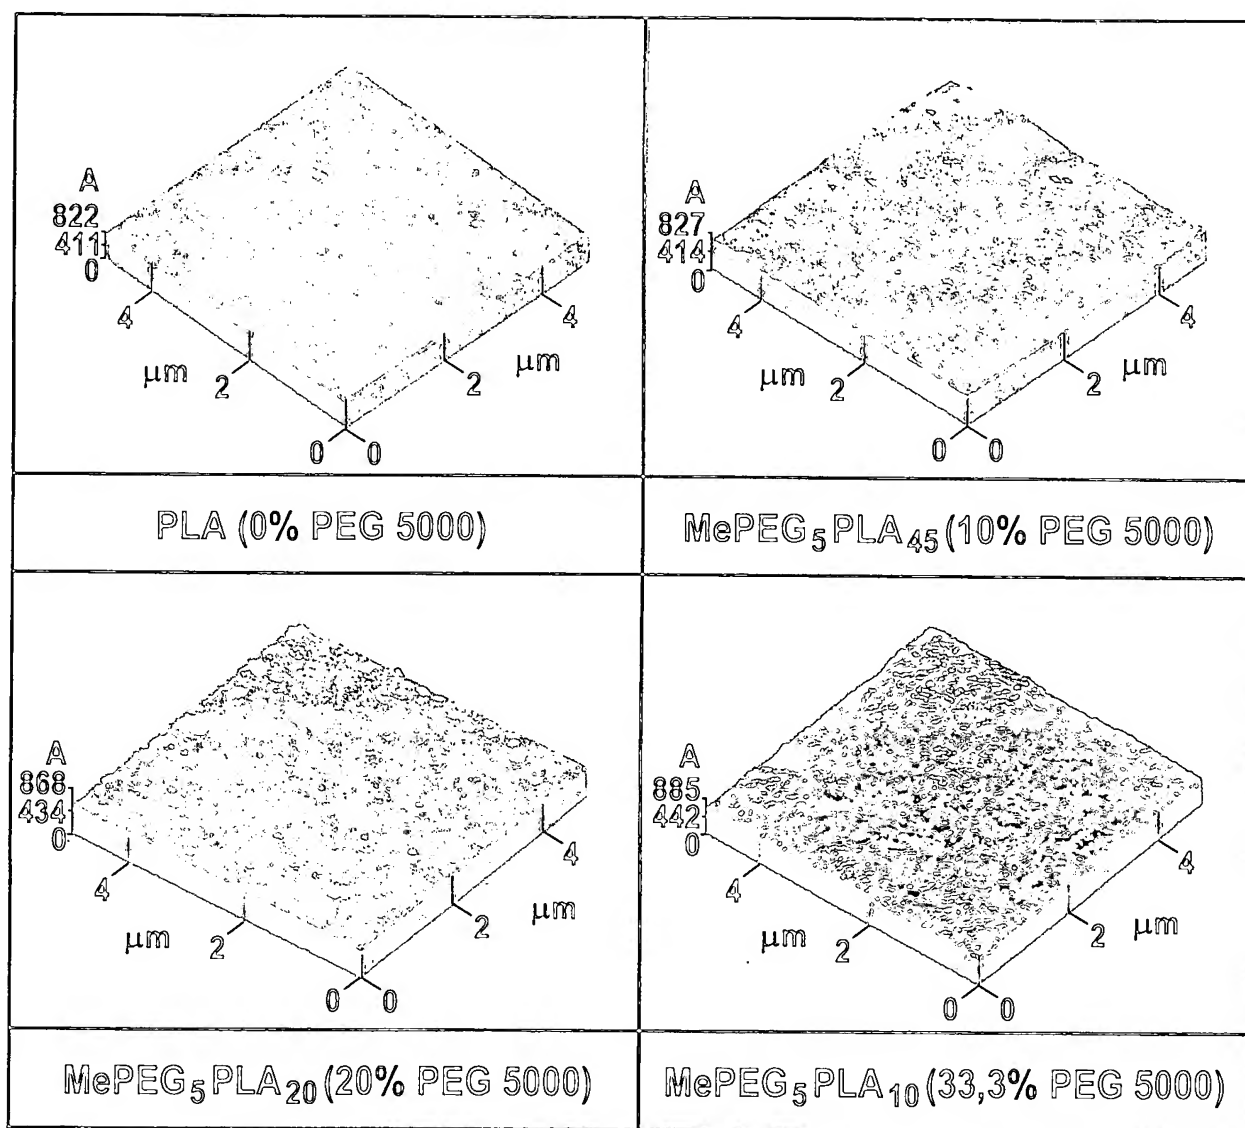 A
822
411
0
4
μm
2
0
0
2
μm
4
PLA (0% PEG 5000)
A
827
414
0
4
μm
2
0
0
2
μm
4
MePEG5PLA45 (10% PEG 5000)
A
868
434
0
4
μm
2
0
0
2
μm
4
MePEG5PLA20 (20% PEG 5000)
A
885
442
0
4
μm
2
0
0
2
μm
4
MePEG5PLA10 (33,3% PEG 5000)